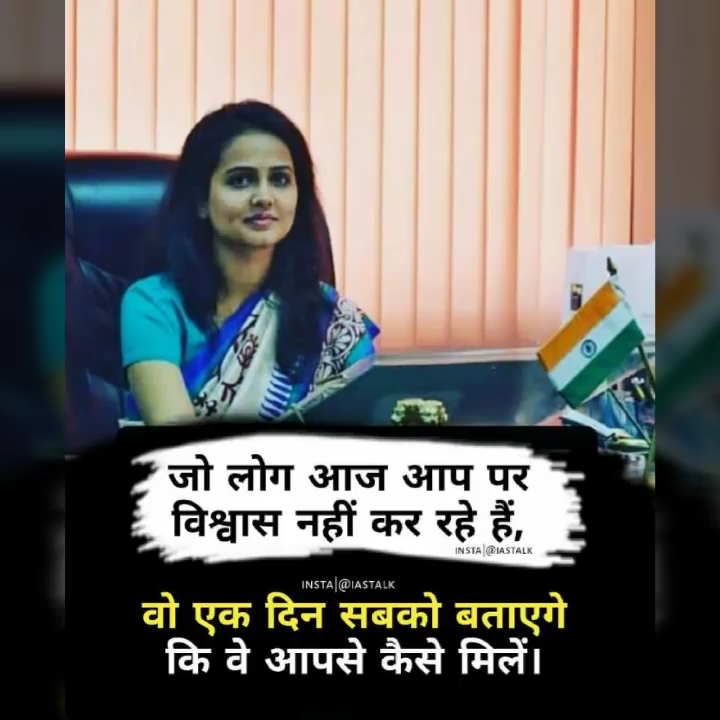 जो लोग आज आप पर
विश्वास नहीं कर रहे हैं,
INSTA|@IASTALK
INSTA|@IASTALK
वो एक दिन सबको बताएगे
कि वे आपसे कैसे मिलें।